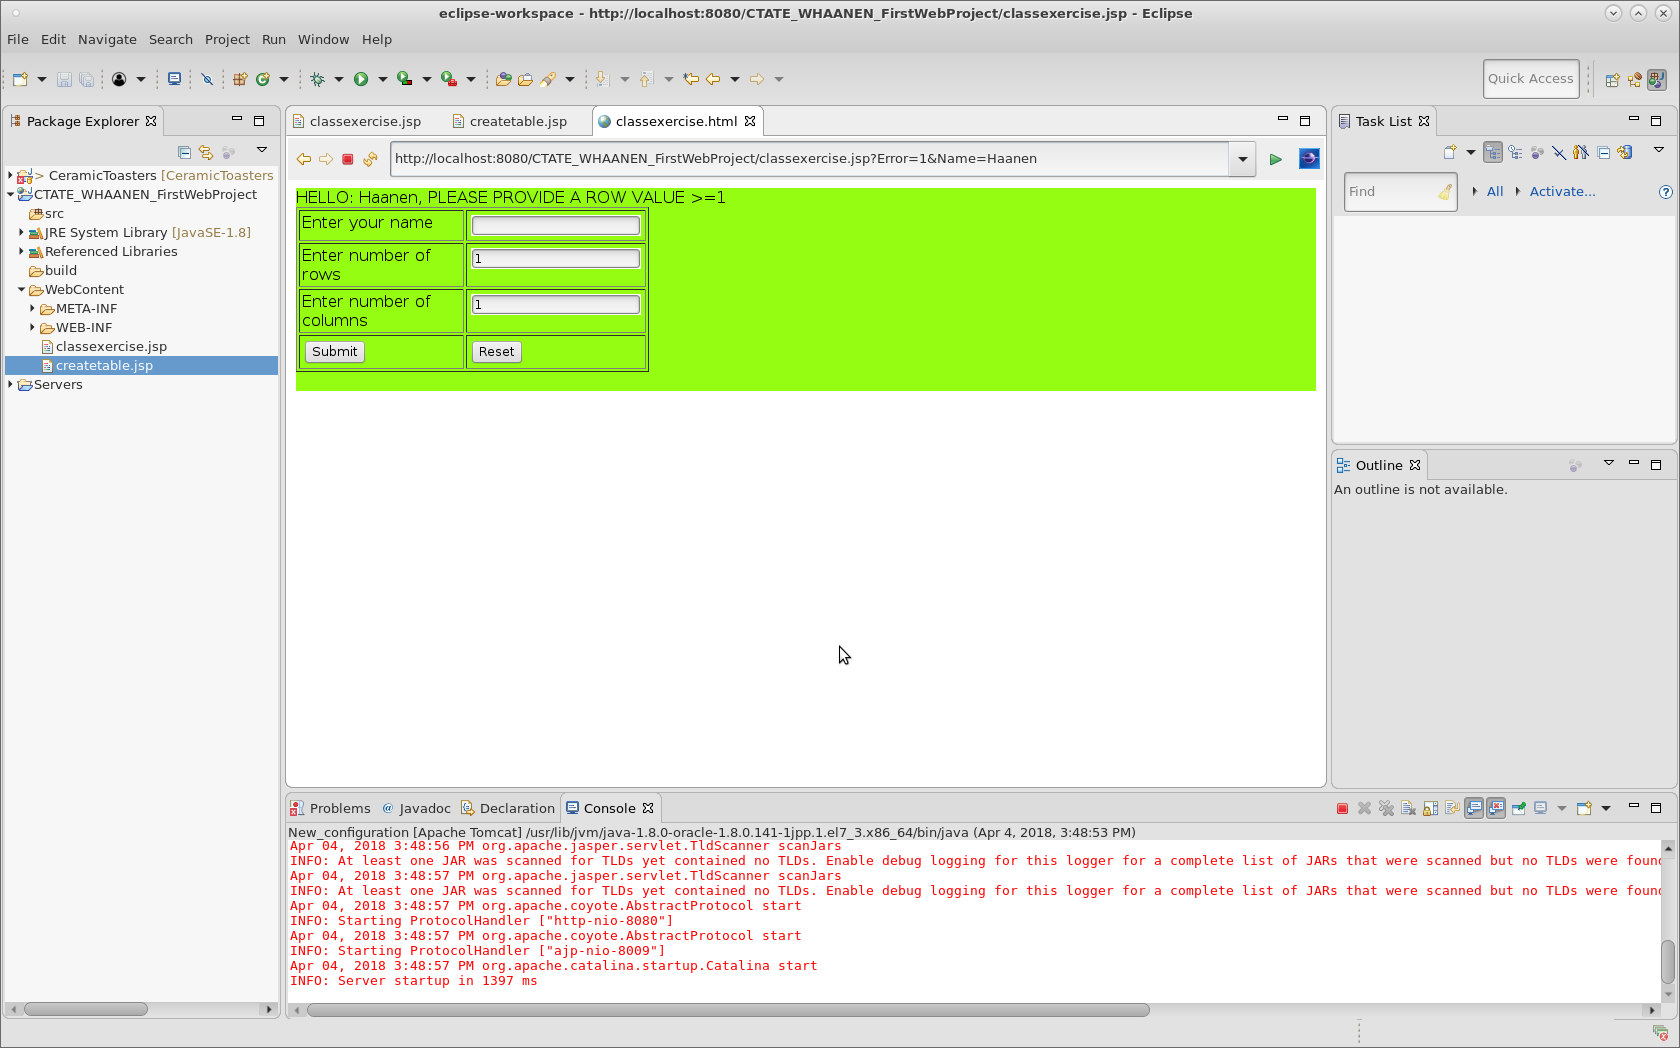 eclipse-workspace - http://localhost:8080/CTATE_WHAANEN_FirstWebProject/classexercise.jsp - Eclipse
File Edit Navigate Search Project Run Window Help
Quick Access
Package Explorer
> CeramicToasters [CeramicToasters
CTATE_WHAANEN_FirstWebProject
src
JRE System Library [JavaSE-1.8]
Referenced Libraries
build
WebContent
META-INF
WEB-INF
classexercise.jsp
createtable.jsp
Servers
classexercise.jsp createtable.jsp classexercise.html
http://localhost:8080/CTATE_WHAANEN_FirstWebProject/classexercise.jsp?Error=1&Name=Haanen
HELLO: Haanen, PLEASE PROVIDE A ROW VALUE >=1
Enter your name
Enter number of
rows
1
Enter number of
columns
1
Submit Reset
Task List
Find All Activate...
Outline
An outline is not available.
Problems @ Javadoc Declaration Console
New_configuration [Apache Tomcat] /usr/lib/jvm/java-1.8.0-oracle-1.8.0.141-1jpp.1.el7_3.x86_64/bin/java (Apr 4, 2018, 3:48:53 PM)
Apr 04, 2018 3:48:56 PM org.apache.jasper.servlet.TldScanner scanJars
INFO: At least one JAR was scanned for TLDs yet contained no TLDs. Enable debug logging for this logger for a complete list of JARs that were scanned but no TLDs were found
Apr 04, 2018 3:48:57 PM org.apache.jasper.servlet.TldScanner scanJars
INFO: At least one JAR was scanned for TLDs yet contained no TLDs. Enable debug logging for this logger for a complete list of JARs that were scanned but no TLDs were found
Apr 04, 2018 3:48:57 PM org.apache.coyote.AbstractProtocol start
INFO: Starting ProtocolHandler ["http-nio-8080"]
Apr 04, 2018 3:48:57 PM org.apache.coyote.AbstractProtocol start
INFO: Starting ProtocolHandler ["ajp-nio-8009"]
Apr 04, 2018 3:48:57 PM org.apache.catalina.startup.Catalina start
INFO: Server startup in 1397 ms